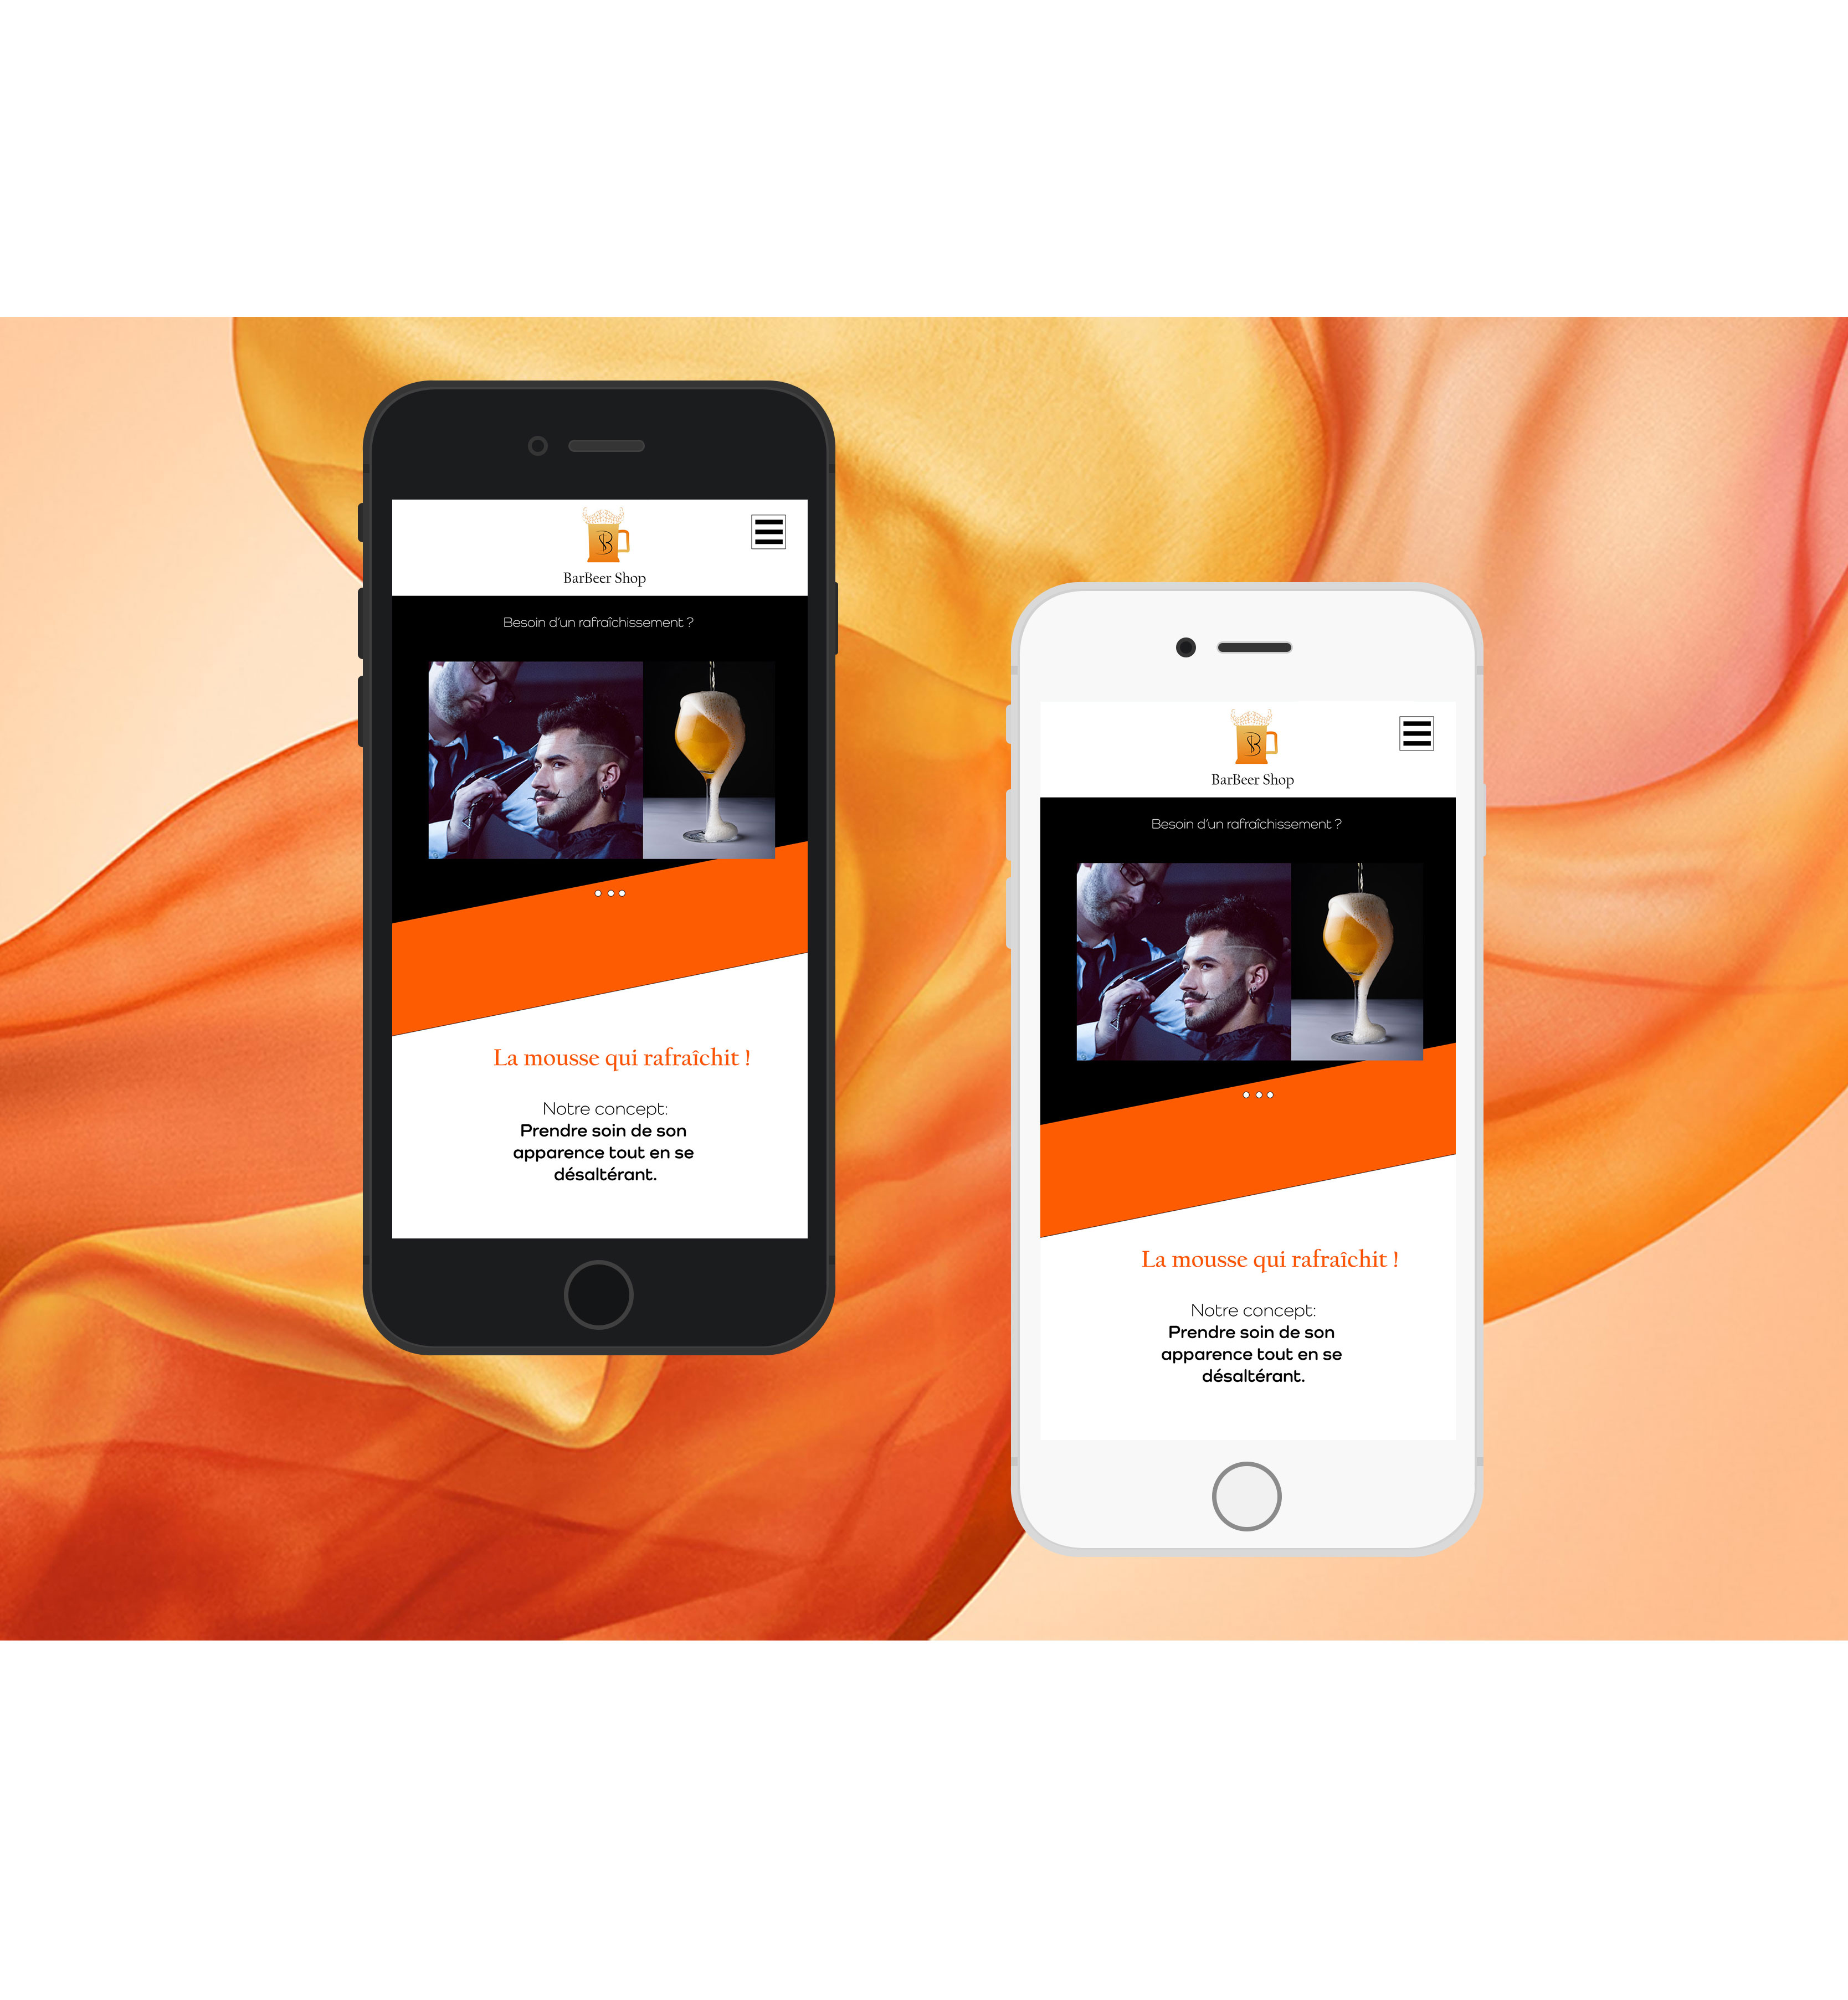 BarBeer Shop
Besoin d'un rafraîchissement ?
La mousse qui rafraîchit !
Notre concept:
Prendre soin de son
apparence tout en se
désaltérant.
BarBeer Shop
Besoin d'un rafraîchissement ?
La mousse qui rafraîchit !
Notre concept:
Prendre soin de son
apparence tout en se
désaltérant.